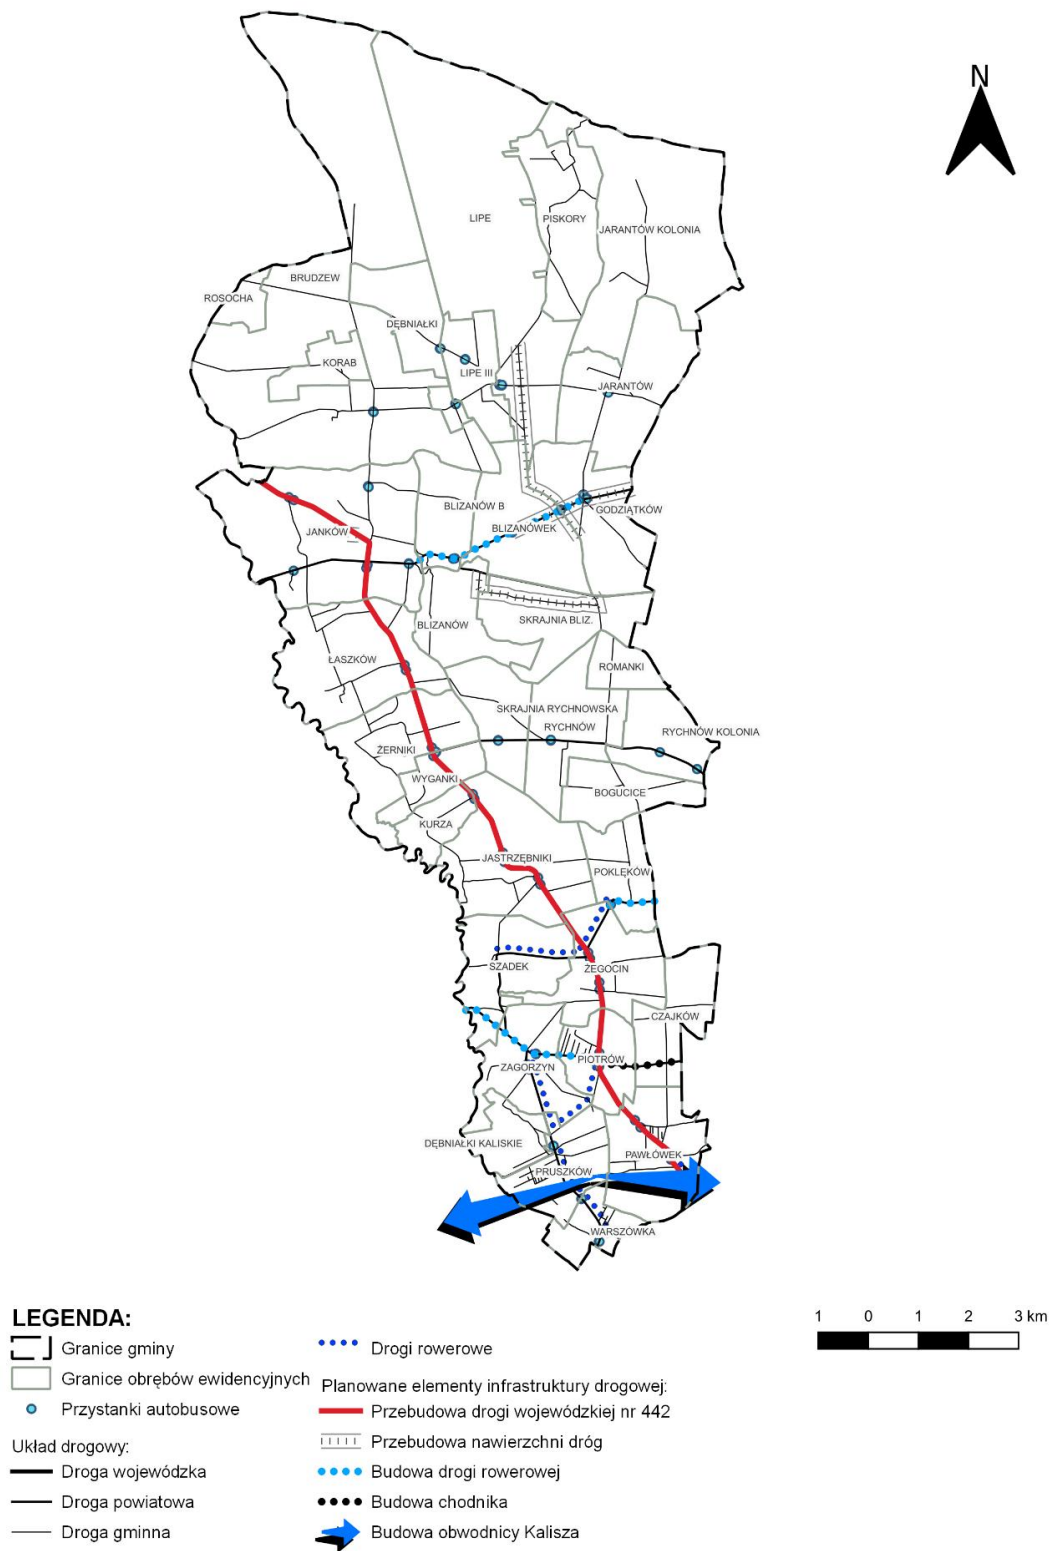 N
LIPE
PISKORY
JARANTÓW KOLONIA
BRUDZEW
ROSOCHA
DĘBNIAŁKI
KORAB
LIPE III
JARANTÓW
BLIZANÓW B
GODZIĄTKÓW
BLIZANÓWEK
JANKÓW
BLIZANÓW
SKRAJNIA BLIZ.
ŁASZKÓW
ROMANKI
SKRAJNIA RYCHNOWSKA
RYCHNÓW
RYCHNÓW KOLONIA
ŻERNIKI
WYGANKI
BOGUCICE
KURZA
JASTRZĘBNIKI
POKLĘKÓW
SZADEK
ŻEGOCIN
CZAJKÓW
PIOTRÓW
ZAGORZYN
DĘBNIAŁKI KALISKIE
PAWŁÓWEK
PRUSZKÓW
WARSZÓWKA
LEGENDA:
Granice gminy
Granice obrębów ewidencyjnych
Przystanki autobusowe
Układ drogowy:
Droga wojewódzka
Droga powiatowa
Droga gminna
Drogi rowerowe
Planowane elementy infrastruktury drogowej:
Przebudowa drogi wojewódzkiej nr 442
Przebudowa nawierzchni dróg
Budowa drogi rowerowej
Budowa chodnika
Budowa obwodnicy Kalisza
1 0 1 2 3 km